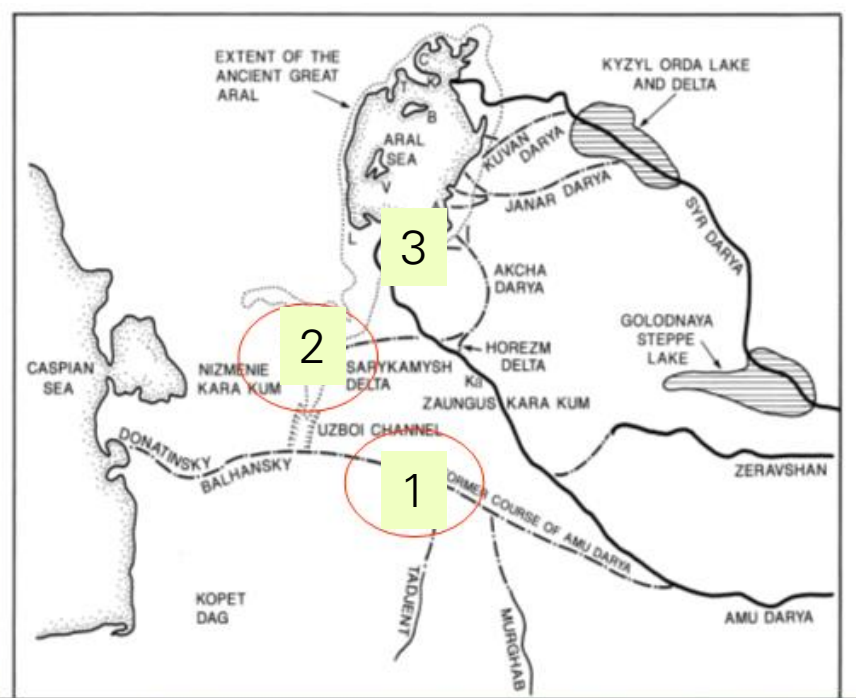 EXTENT OF THE
ANCIENT GREAT
ARAL
KYZYL ORDA LAKE
AND DELTA
C
T
B
ARAL
SEA
V
KUVAN
DARYA
JANAR DARYA
A
SYR DARYA
L
3
AKCHA
DARYA
GOLODNAYA
STEPPE
LAKE
HOREZM
DELTA
2
CASPIAN
SEA
NIZMENIE
KARA KUM
SARYKAMYSH
DELTA
Ka
ZAUNGUS KARA KUM
UZBOI CHANNEL
DONATINSKY
BALHANSKY
ZERAVSHAN
1
FORMER COURSE OF AMU DARYA
TADJENT
MURGHAB
KOPET
DAG
AMU DARYA